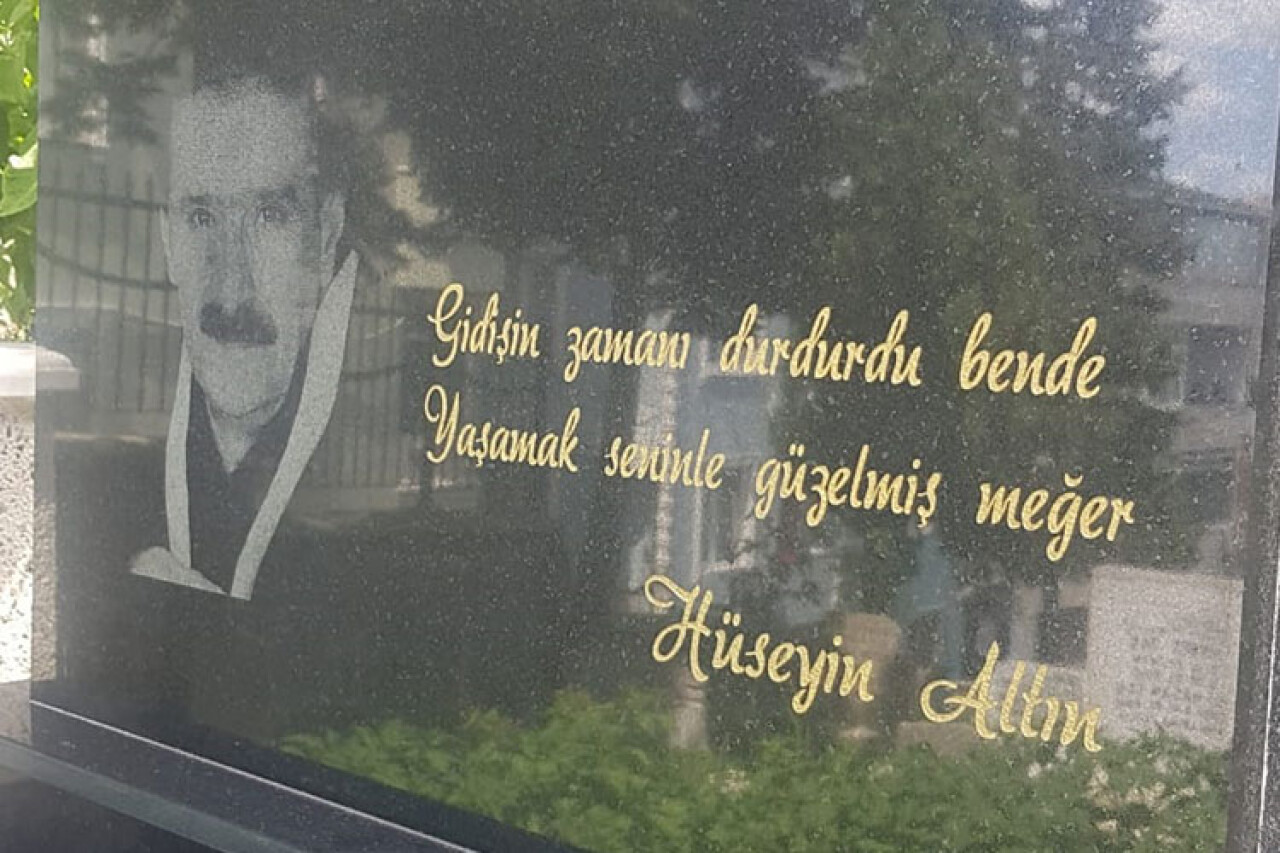 Gidişin zamanı durdurdu bende
Yaşamak seninle güzelmiş meğer
Hüseyin Altın